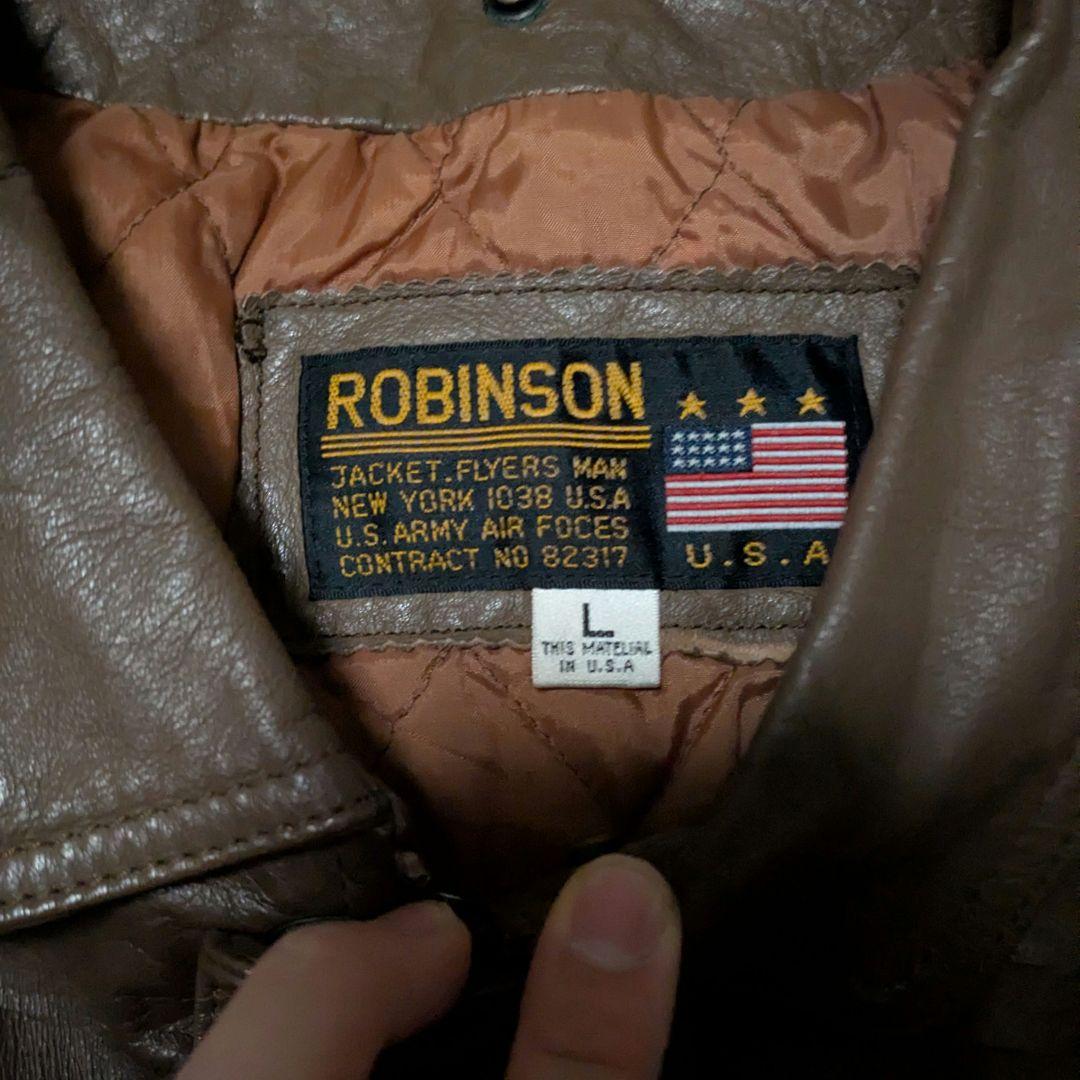 ROBINSON
JACKET.FLYERS MAN
NEW YORK 1038 U.S.A
U.S.ARMY AIR FOCES
CONTRACT NO 82317
U.S.A
L
THIS MATELIAL
IN U.S.A